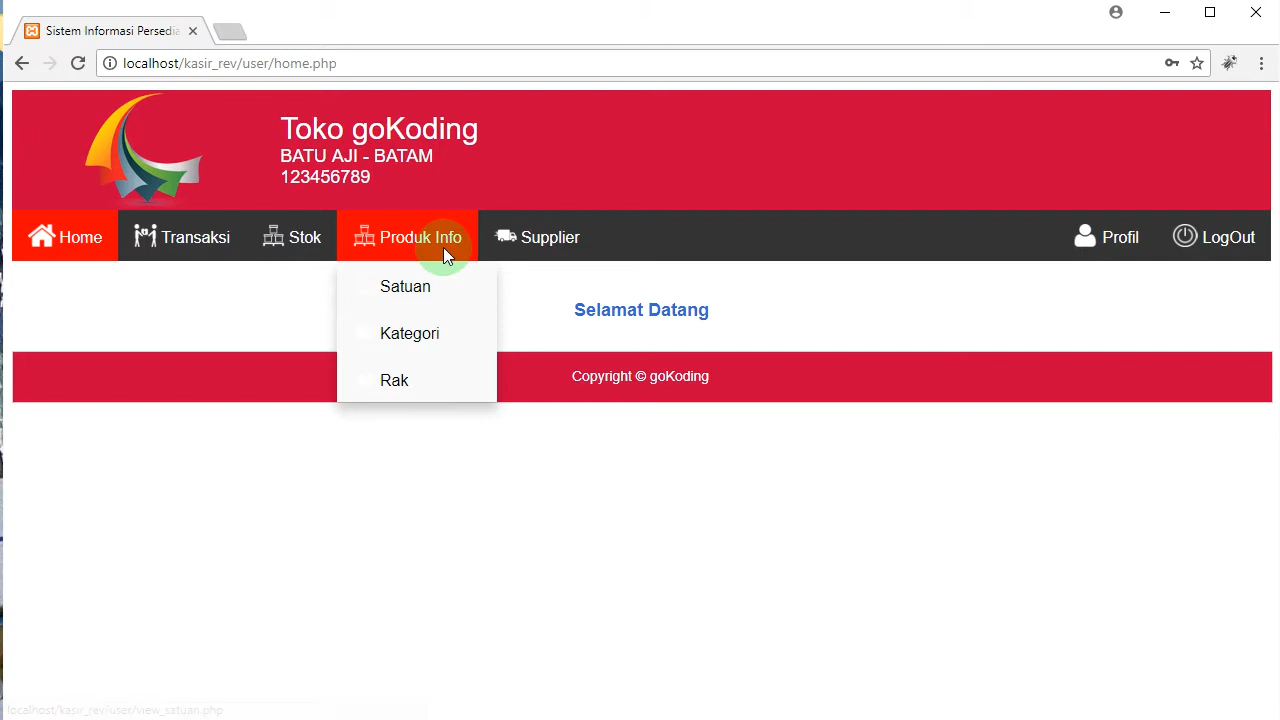 Sistem Informasi Persedia
localhost/kasir_rev/user/home.php
Toko goKoding
BATU AJI - BATAM
123456789
Home Transaksi Stok Produk Info Supplier Profil LogOut
Satuan
Selamat Datang
Kategori
Rak
Copyright © goKoding
localhost/kasir_rev/user/view_satuan.php